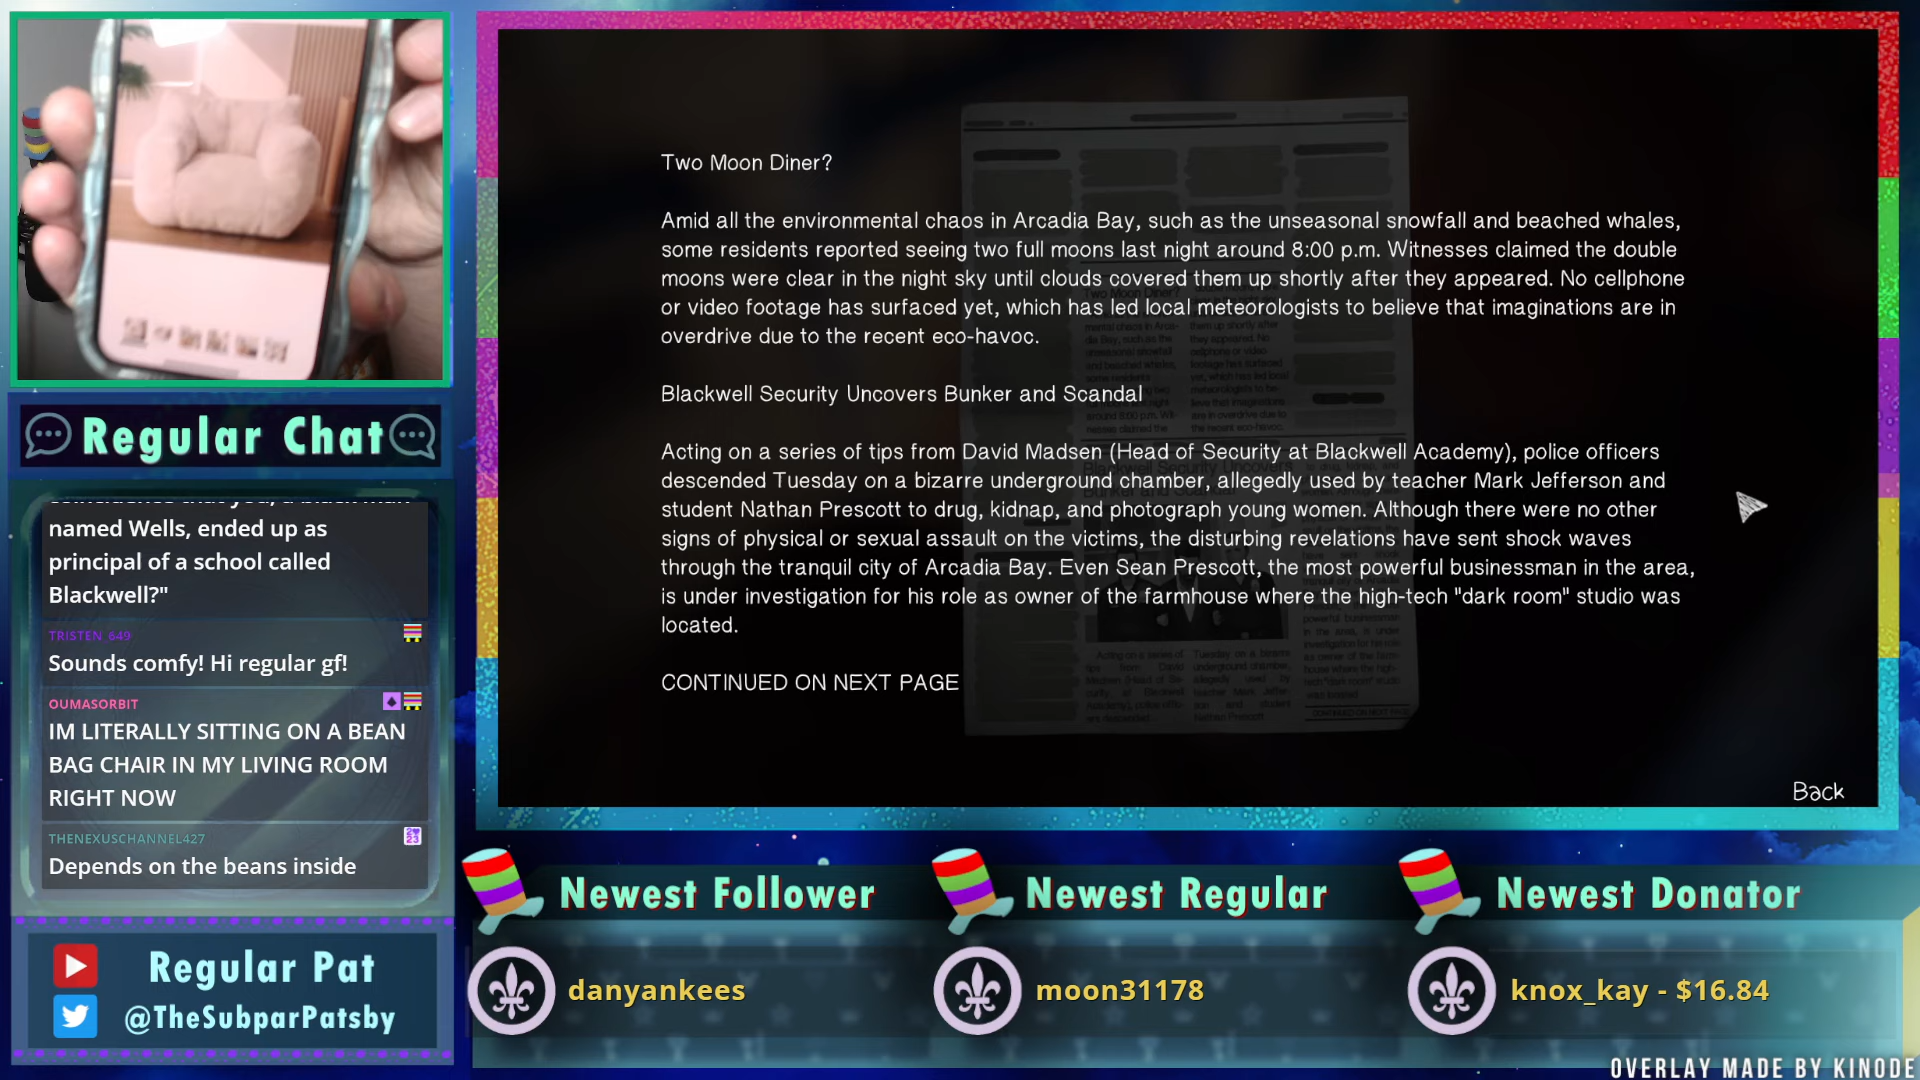 Two Moon Diner?
Amid all the environmental chaos in Arcadia Bay, such as the unseasonal snowfall and beached whales,
some residents reported seeing two full moons last night around 8:00 p.m. Witnesses claimed the double
moons were clear in the night sky until clouds covered them up shortly after they appeared. No cellphone
or video footage has surfaced yet, which has led local meteorologists to believe that imaginations are in
overdrive due to the recent eco-havoc.
Blackwell Security Uncovers Bunker and Scandal
Acting on a series of tips from David Madsen (Head of Security at Blackwell Academy), police officers
descended Tuesday on a bizarre underground chamber, allegedly used by teacher Mark Jefferson and
student Nathan Prescott to drug, kidnap, and photograph young women. Although there were no other
signs of physical or sexual assault on the victims, the disturbing revelations have sent shock waves
through the tranquil city of Arcadia Bay. Even Sean Prescott, the most powerful businessman in the area,
is under investigation for his role as owner of the farmhouse where the high-tech "dark room" studio was
located.
CONTINUED ON NEXT PAGE
Back
Regular Chat
named Wells, ended up as
principal of a school called
Blackwell?"
TRISTEN_649
Sounds comfy! Hi regular gf!
OUMASORBIT
IM LITERALLY SITTING ON A BEAN
BAG CHAIR IN MY LIVING ROOM
RIGHT NOW
THENEXUSCHANNEL427
Depends on the beans inside
Regular Pat
@TheSubparPatsby
Newest Follower
danyankees
Newest Regular
moon31178
Newest Donator
knox_kay - $16.84
OVERLAY MADE BY KINODE